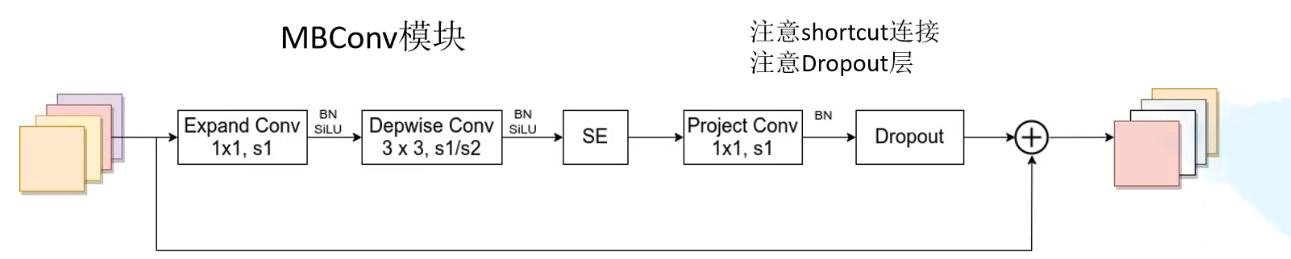 MBConv模块
注意shortcut连接
注意Dropout层
Expand Conv
1x1, s1
BN
SiLU
Depwise Conv
3 x 3, s1/s2
BN
SiLU
SE
Project Conv
1x1, s1
BN
Dropout